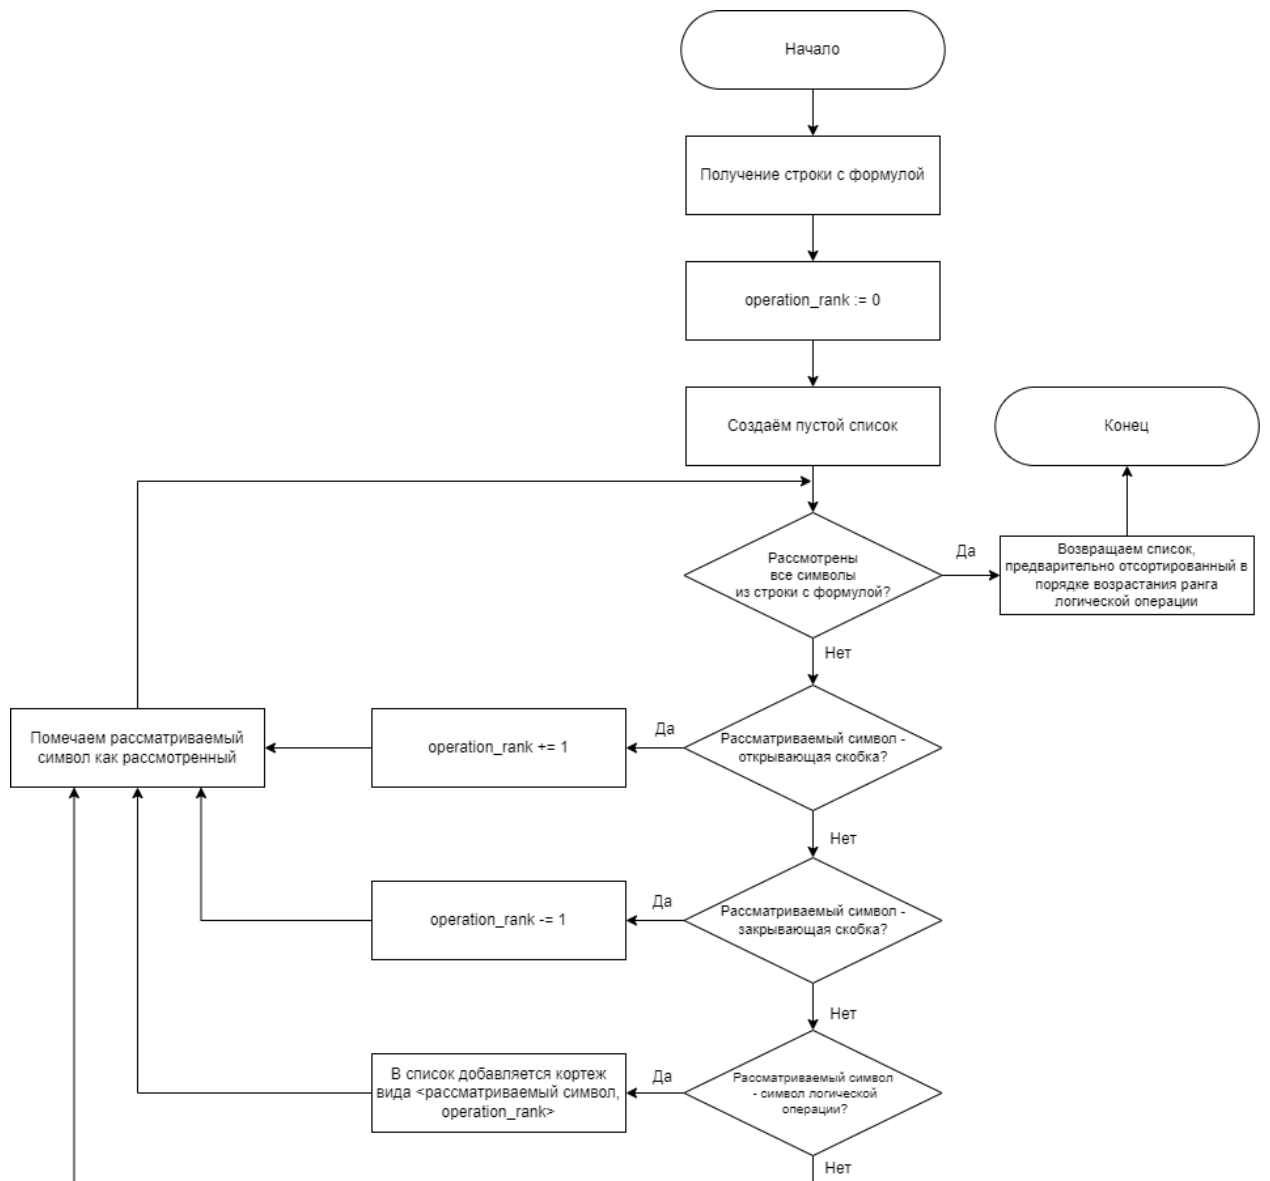 Начало
Получение строки с формулой
operation_rank := 0
Создаём пустой список
Конец
Рассмотрены
все символы
из строки с формулой?
Да
Возвращаем список,
предварительно отсортированный в
порядке возрастания ранга
логической операции
Нет
Помечаем рассматриваемый
символ как рассмотренный
operation_rank += 1
Да
Рассматриваемый символ -
открывающая скобка?
Нет
operation_rank -= 1
Да
Рассматриваемый символ -
закрывающая скобка?
Нет
В список добавляется кортеж
вида <рассматриваемый символ,
operation_rank>
Да
Рассматриваемый символ
- символ логической
операции?
Нет